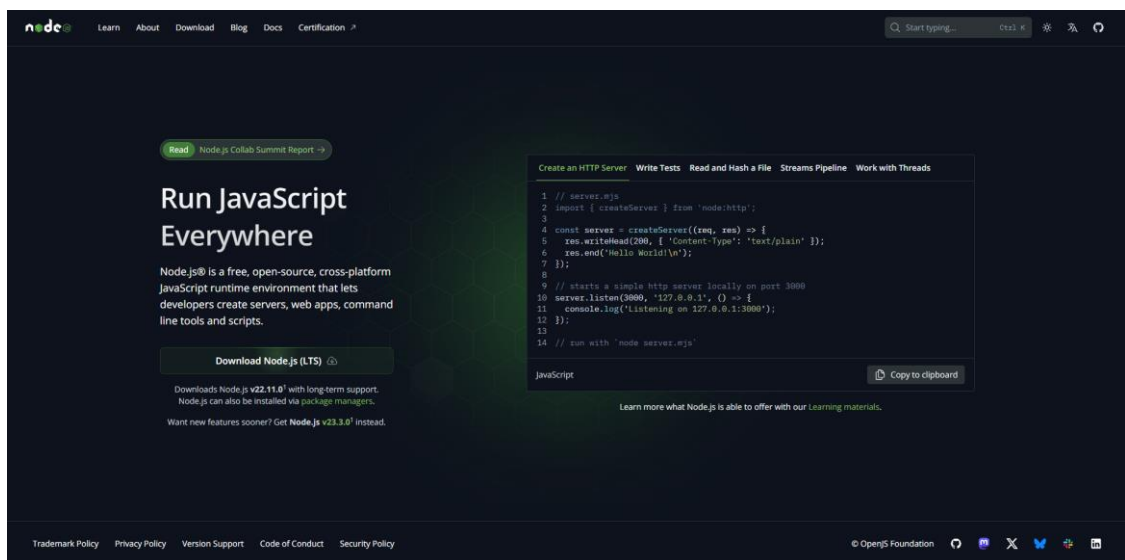 node
Learn About Download Blog Docs Certification ↗
Start typing... Ctrl K
Read Node.js Collab Summit Report →
Run JavaScript
Everywhere
Node.js® is a free, open-source, cross-platform
JavaScript runtime environment that lets
developers create servers, web apps, command
line tools and scripts.
Download Node.js (LTS)
Downloads Node.js v22.11.0¹ with long-term support.
Node.js can also be installed via package managers.
Want new features sooner? Get Node.js v23.3.0¹ instead.
Create an HTTP Server Write Tests Read and Hash a File Streams Pipeline Work with Threads
1 // server.mjs
2 import { createServer } from 'node:http';
3
4 const server = createServer((req, res) => {
5   res.writeHead(200, { 'Content-Type': 'text/plain' });
6   res.end('Hello World!\n');
7 });
8
9 // starts a simple http server locally on port 3000
10 server.listen(3000, '127.0.0.1', () => {
11   console.log('Listening on 127.0.0.1:3000');
12 });
13
14 // run with `node server.mjs`
JavaScript Copy to clipboard
Learn more what Node.js is able to offer with our Learning materials.
Trademark Policy Privacy Policy Version Support Code of Conduct Security Policy
© OpenJS Foundation